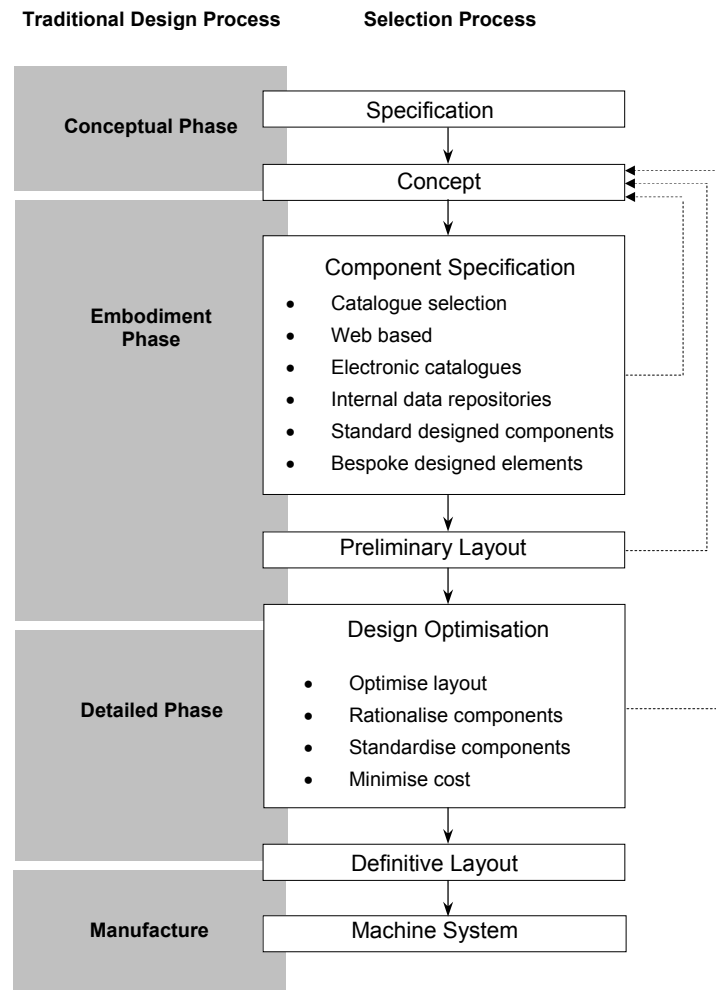 Traditional Design Process
Selection Process
Conceptual Phase
Specification
Concept
Embodiment
Phase
Component Specification
• Catalogue selection
• Web based
• Electronic catalogues
• Internal data repositories
• Standard designed components
• Bespoke designed elements
Preliminary Layout
Detailed Phase
Design Optimisation
• Optimise layout
• Rationalise components
• Standardise components
• Minimise cost
Definitive Layout
Manufacture
Machine System